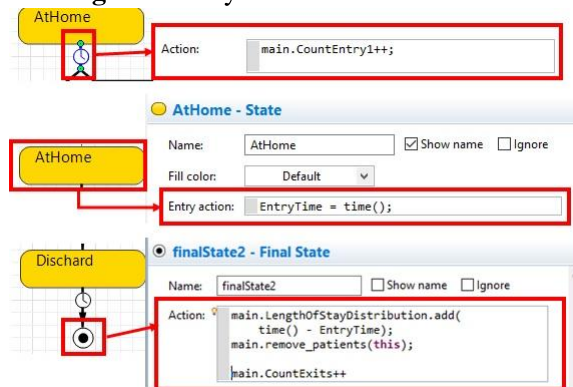 AtHome
Action:
main.CountEntry1++;
AtHome - State
Name:
AtHome
Show name
Ignore
AtHome
Fill color:
Default
Entry action:
EntryTime = time();
Dischard
finalState2 - Final State
Name:
finalState2
Show name
Ignore
Action:
main.LengthOfStayDistribution.add(
time() - EntryTime);
main.remove_patients(this);
main.CountExits++